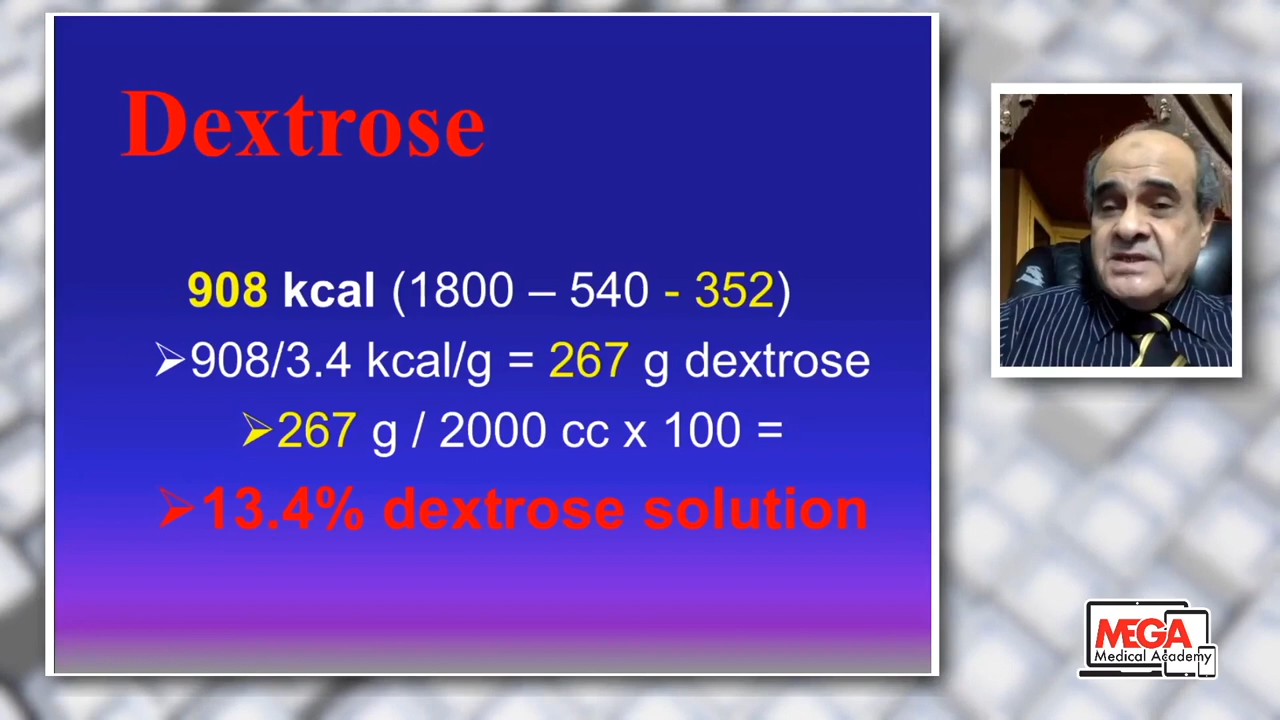 Dextrose
908 kcal (1800 – 540 - 352)
➢908/3.4 kcal/g = 267 g dextrose
➢267 g / 2000 cc x 100 =
➢13.4% dextrose solution
MEGA
Medical Academy